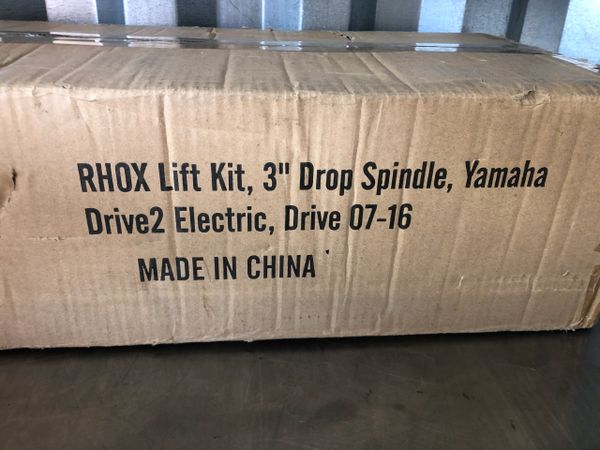 RHOX Lift Kit, 3" Drop Spindle, Yamaha
Drive2 Electric, Drive 07-16
MADE IN CHINA